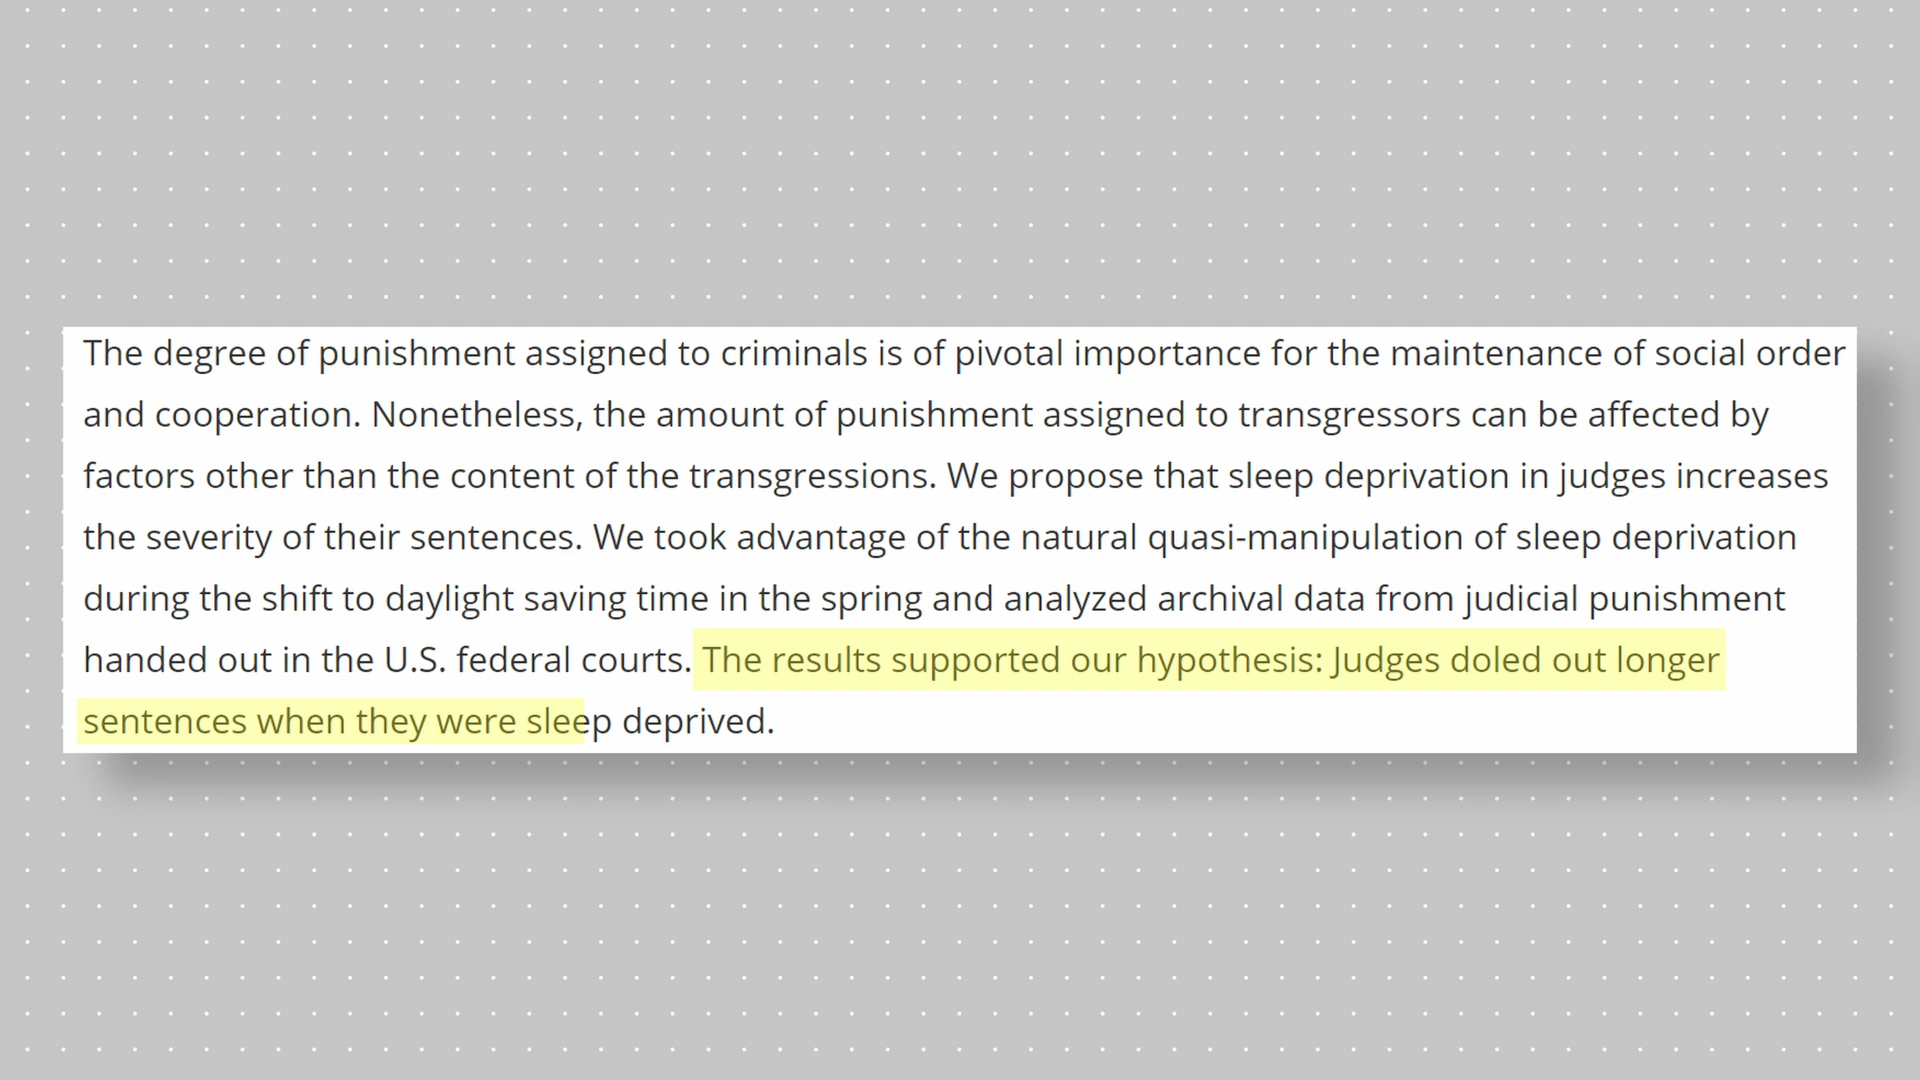 The degree of punishment assigned to criminals is of pivotal importance for the maintenance of social order
and cooperation. Nonetheless, the amount of punishment assigned to transgressors can be affected by
factors other than the content of the transgressions. We propose that sleep deprivation in judges increases
the severity of their sentences. We took advantage of the natural quasi-manipulation of sleep deprivation
during the shift to daylight saving time in the spring and analyzed archival data from judicial punishment
handed out in the U.S. federal courts. The results supported our hypothesis: Judges doled out longer
sentences when they were sleep deprived.